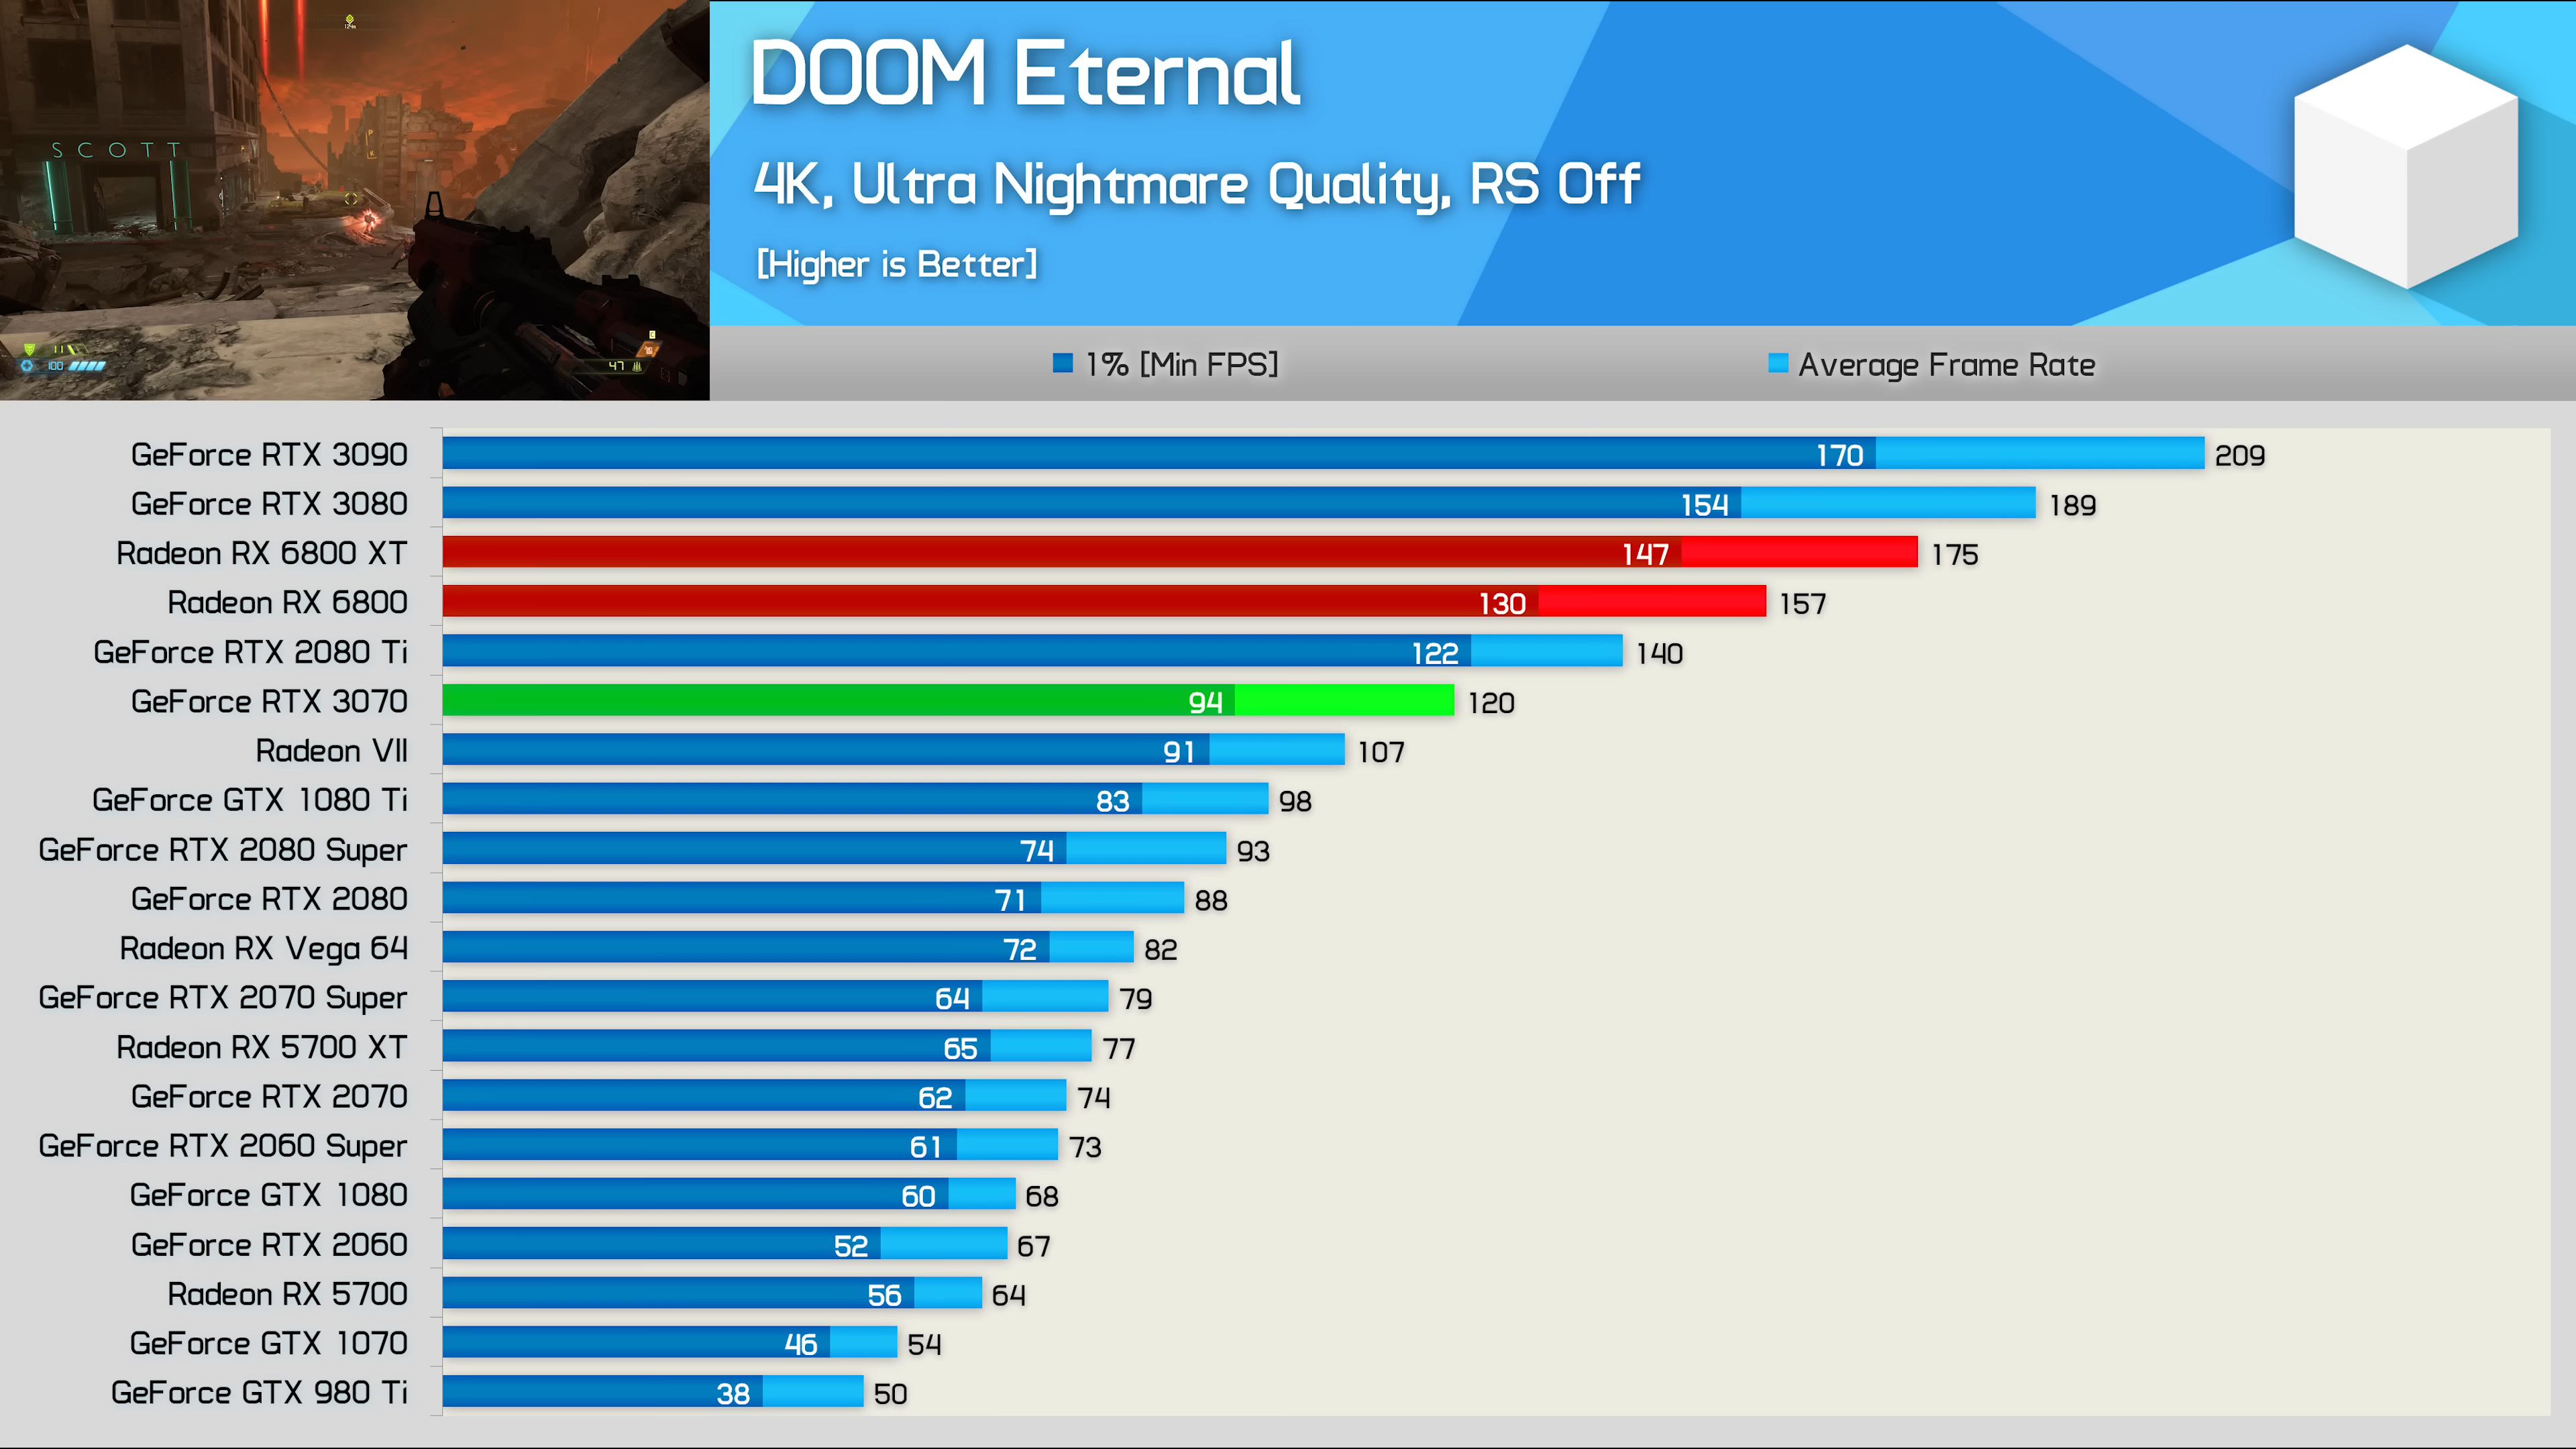 SCOTT
100
47
DOOM Eternal
4K, Ultra Nightmare Quality, RS Off
[Higher is Better]
1% [Min FPS]
Average Frame Rate
GeForce RTX 3090 170 209
GeForce RTX 3080 154 189
Radeon RX 6800 XT 147 175
Radeon RX 6800 130 157
GeForce RTX 2080 Ti 122 140
GeForce RTX 3070 94 120
Radeon VII 91 107
GeForce GTX 1080 Ti 83 98
GeForce RTX 2080 Super 74 93
GeForce RTX 2080 71 88
Radeon RX Vega 64 72 82
GeForce RTX 2070 Super 64 79
Radeon RX 5700 XT 65 77
GeForce RTX 2070 62 74
GeForce RTX 2060 Super 61 73
GeForce GTX 1080 60 68
GeForce RTX 2060 52 67
Radeon RX 5700 56 64
GeForce GTX 1070 46 54
GeForce GTX 980 Ti 38 50